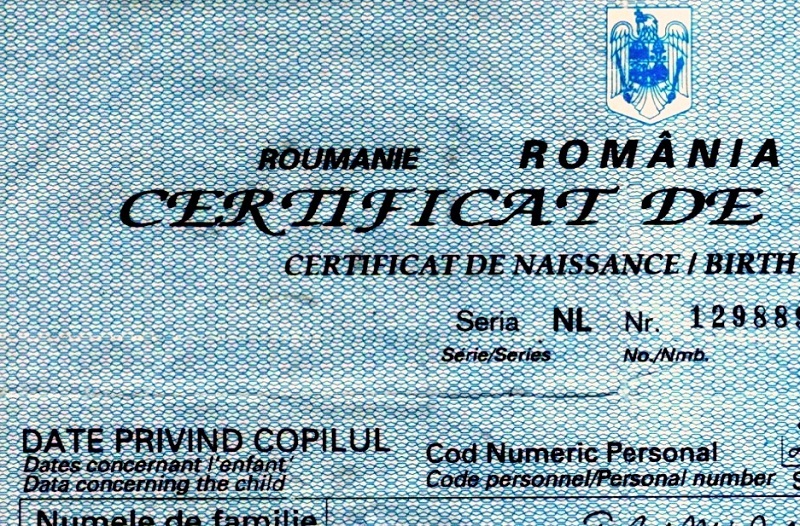 ROUMANIE ROMÂNIA
CERTIFICAT DE
CERTIFICAT DE NAISSANCE / BIRTH
Seria NL Nr. 129889
Série/Series No./Nmb.
DATE PRIVIND COPILUL
Dates concernant l'enfant/
Data concerning the child
Cod Numeric Personal
Code personnel/Personal number
Numele de familie